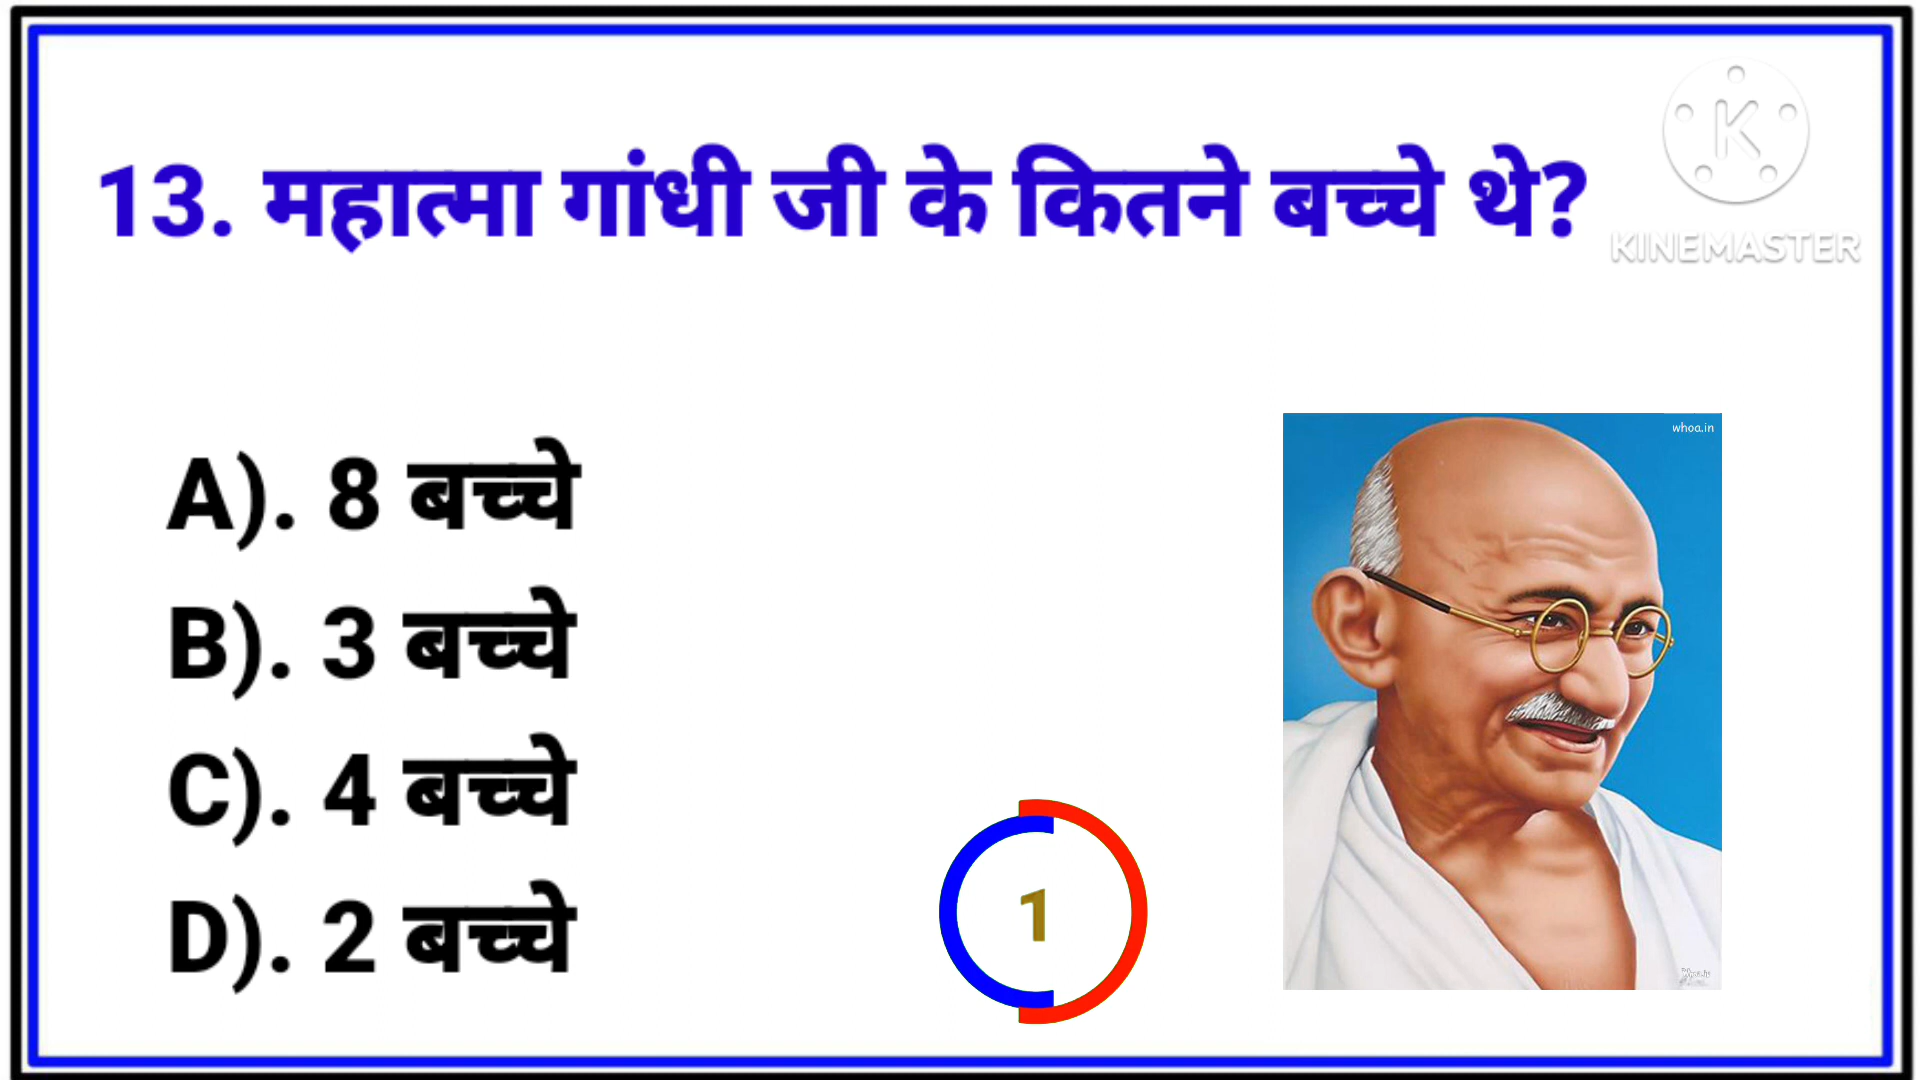 13. महात्मा गांधी जी के कितने बच्चे थे?
K
KINEMASTER
whoa.in
A). 8 बच्चे
B). 3 बच्चे
C). 4 बच्चे
D). 2 बच्चे
1